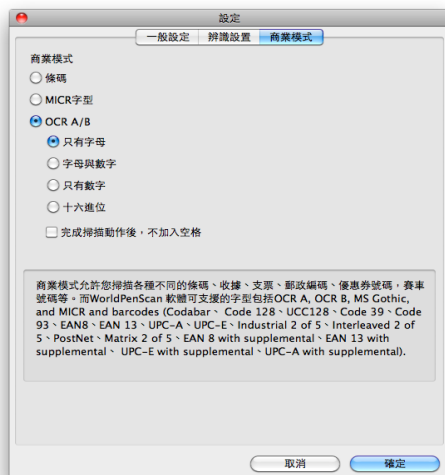 設定
一般設定 辨識設置 商業模式
商業模式
條碼
MICR字型
OCR A/B
只有字母
字母與數字
只有數字
十六進位
完成掃描動作後，不加入空格
商業模式允許您掃描各種不同的條碼、收據、支票、郵政編碼、優惠券號碼，賽車
號碼等。而WorldPenScan 軟體可支援的字型包括OCR A, OCR B, MS Gothic,
and MICR and barcodes (Codabar、 Code 128、UCC128、Code 39、Code
93、EAN8、EAN 13、UPC-A、UPC-E、Industrial 2 of 5、Interleaved 2 of
5、PostNet、Matrix 2 of 5、EAN 8 with supplemental、EAN 13 with
supplemental、 UPC-E with supplemental、UPC-A with supplemental).
取消 確定